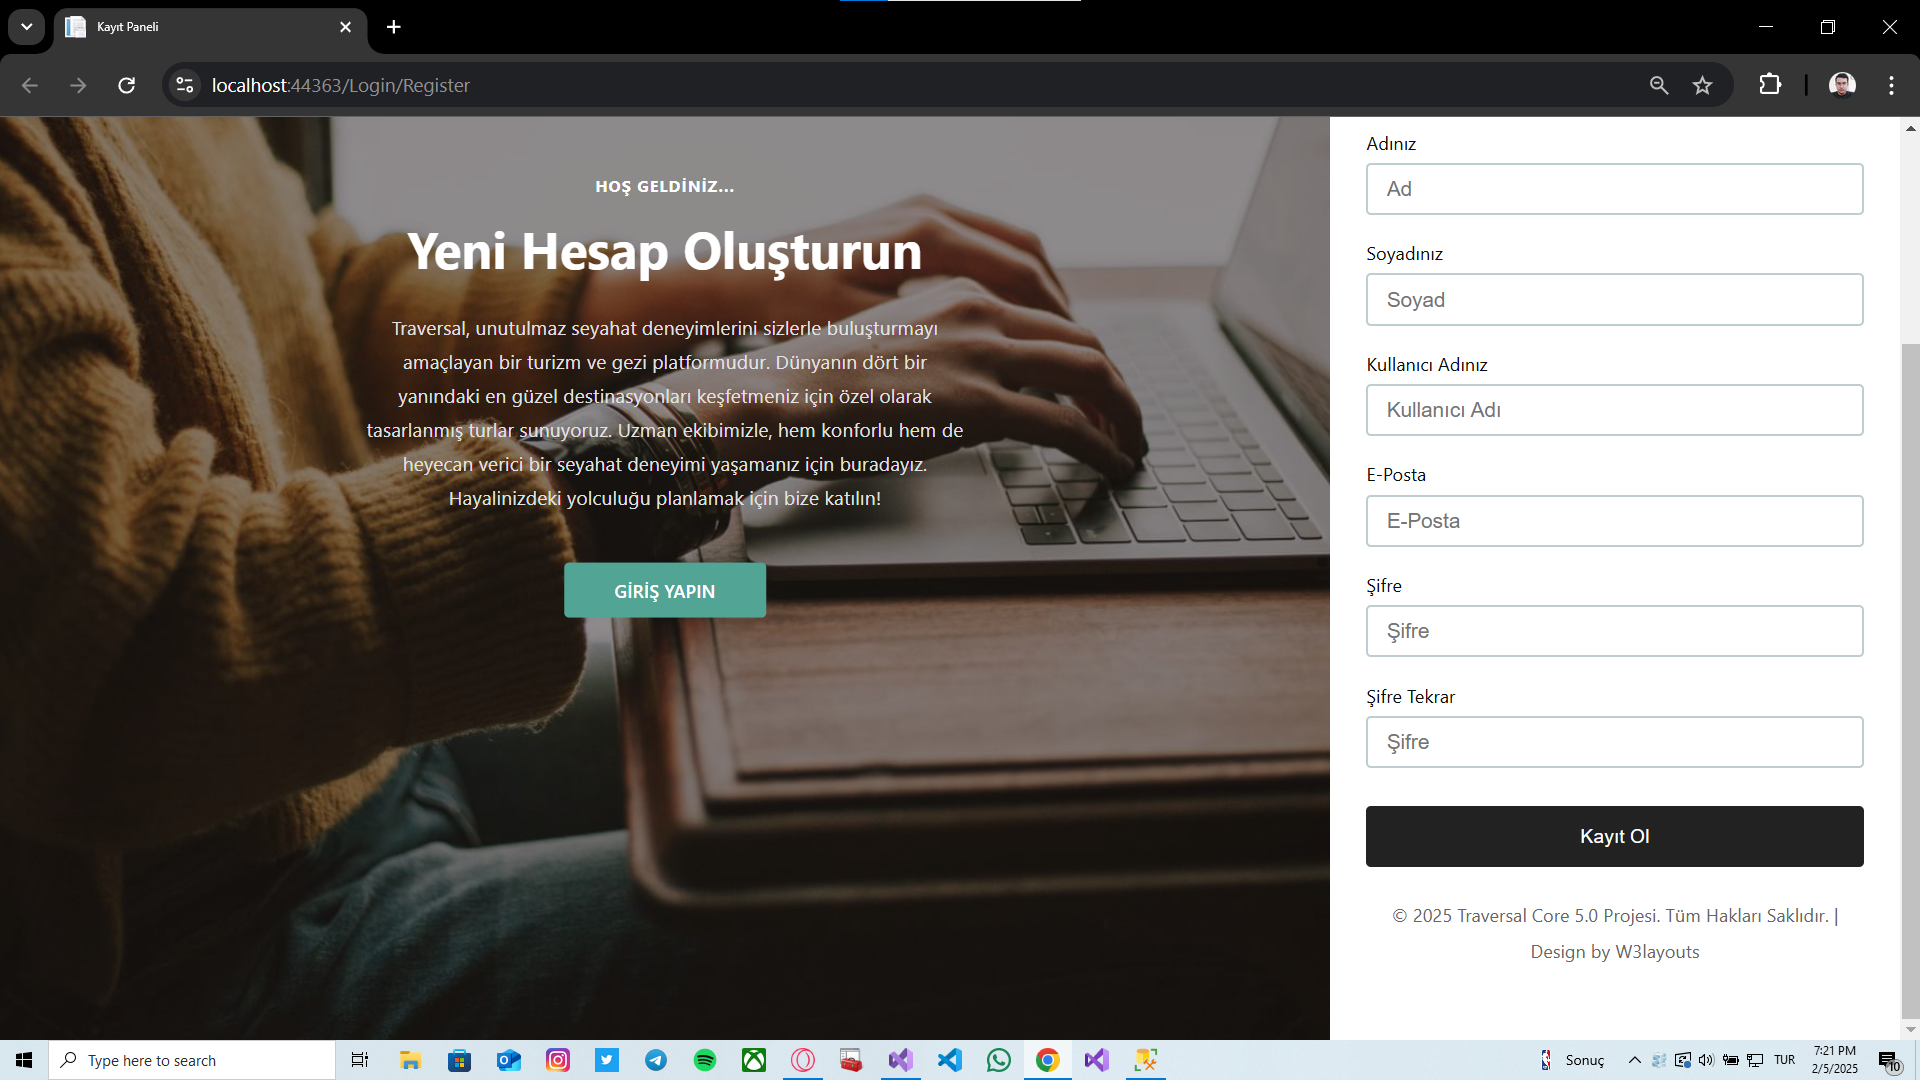 Kayıt Paneli
localhost:44363/Login/Register
HOŞ GELDİNİZ...
Yeni Hesap Oluşturun
Traversal, unutulmaz seyahat deneyimlerini sizlerle buluşturmayı
amaçlayan bir turizm ve gezi platformudur. Dünyanın dört bir
yanındaki en güzel destinasyonları keşfetmeniz için özel olarak
tasarlanmış turlar sunuyoruz. Uzman ekibimizle, hem konforlu hem de
heyecan verici bir seyahat deneyimi yaşamanız için buradayız.
Hayalinizdeki yolculuğu planlamak için bize katılın!
GİRİŞ YAPIN
Adınız
Ad
Soyadınız
Soyad
Kullanıcı Adınız
Kullanıcı Adı
E-Posta
E-Posta
Şifre
Şifre
Şifre Tekrar
Şifre
Kayıt Ol
© 2025 Traversal Core 5.0 Projesi. Tüm Hakları Saklıdır. |
Design by W3layouts
Type here to search
Sonuç
TUR
7:21 PM
2/5/2025
10